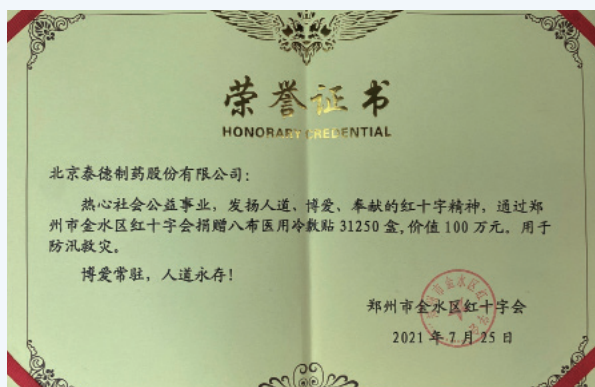 荣誉证书
HONORARY CREDENTIAL
北京泰德制药股份有限公司：
热心社会公益事业，发扬人道、博爱、奉献的红十字精神，通过郑
州市金水区红十字会捐赠八布医用冷敷贴 31250 盒，价值 100 万元。用于
防汛救灾。
博爱常驻，人道永存！
郑州市金水区红十字会
2021 年 7 月 25 日